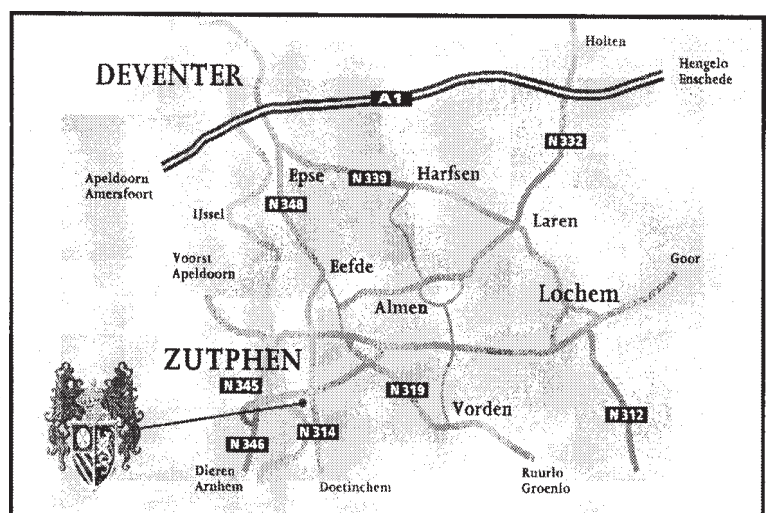 Holten
DEVENTER
Hengelo
Enschede
A1
N332
Apeldoorn
Amersfoort
Epse
N339
Harfsen
IJssel
N348
Laren
Voorst
Apeldoorn
Eefde
Goor
Almen
Lochem
ZUTPHEN
N345
N319
Vorden
N312
N346
N314
Dieren
Arnhem
Doetinchem
Ruurlo
Groenlo